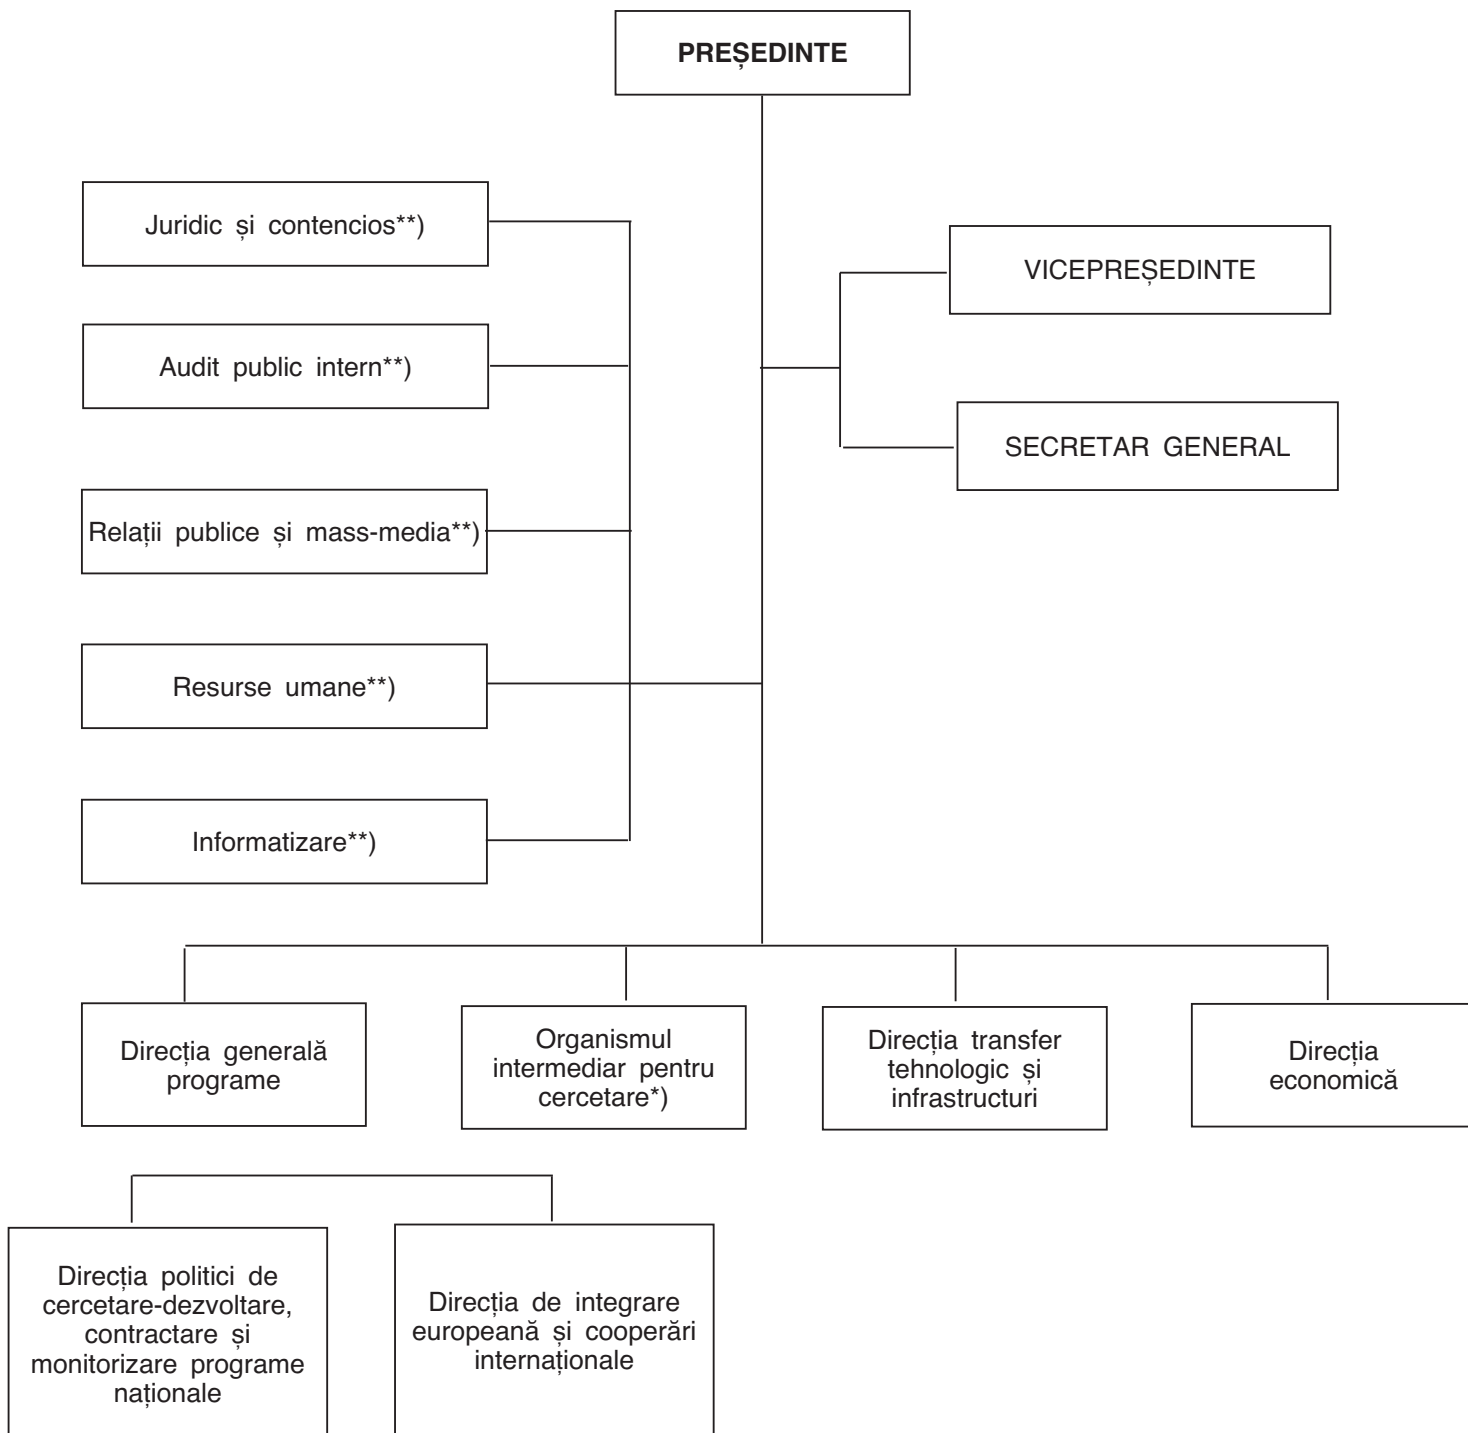 PREȘEDINTE
Juridic și contencios**)
VICEPREȘEDINTE
Audit public intern**)
SECRETAR GENERAL
Relații publice și mass-media**)
Resurse umane**)
Informatizare**)
Direcția generală
programe
Organismul
intermediar pentru
cercetare*)
Direcția transfer
tehnologic și
infrastructuri
Direcția
economică
Direcția politici de
cercetare-dezvoltare,
contractare și
monitorizare programe
naționale
Direcția de integrare
europeană și cooperări
internaționale